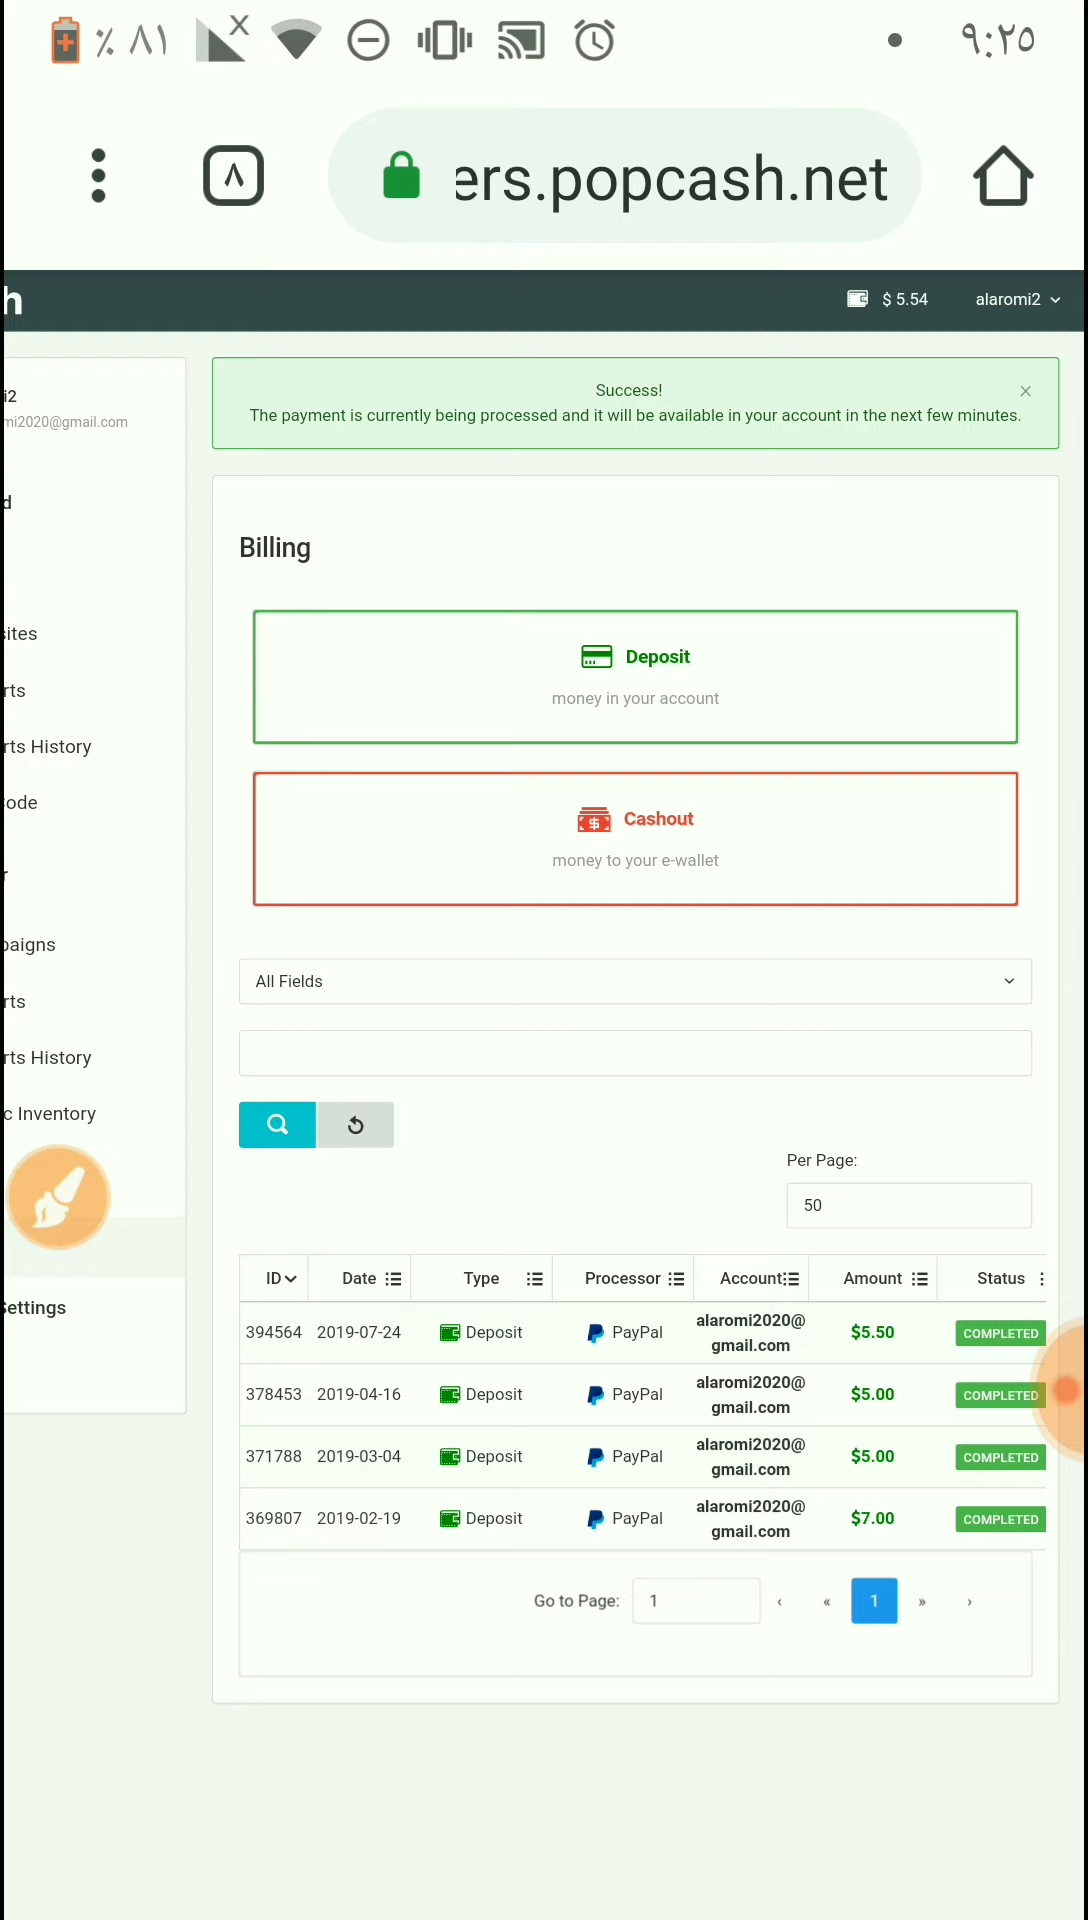 ٪ ٨١
٩:٢٥
٨
ers.popcash.net
h
$ 5.54
alaromi2
i2
mi2020@gmail.com
d
sites
rts
rts History
Code
r
paigns
rts
rts History
c Inventory
Settings
Success!
The payment is currently being processed and it will be available in your account in the next few minutes.
Billing
Deposit
money in your account
Cashout
money to your e-wallet
All Fields
Per Page:
50
ID Date Type Processor Account Amount Status
394564 2019-07-24 Deposit PayPal alaromi2020@gmail.com $5.50 COMPLETED
378453 2019-04-16 Deposit PayPal alaromi2020@gmail.com $5.00 COMPLETED
371788 2019-03-04 Deposit PayPal alaromi2020@gmail.com $5.00 COMPLETED
369807 2019-02-19 Deposit PayPal alaromi2020@gmail.com $7.00 COMPLETED
Go to Page: 1 ‹ « 1 » ›